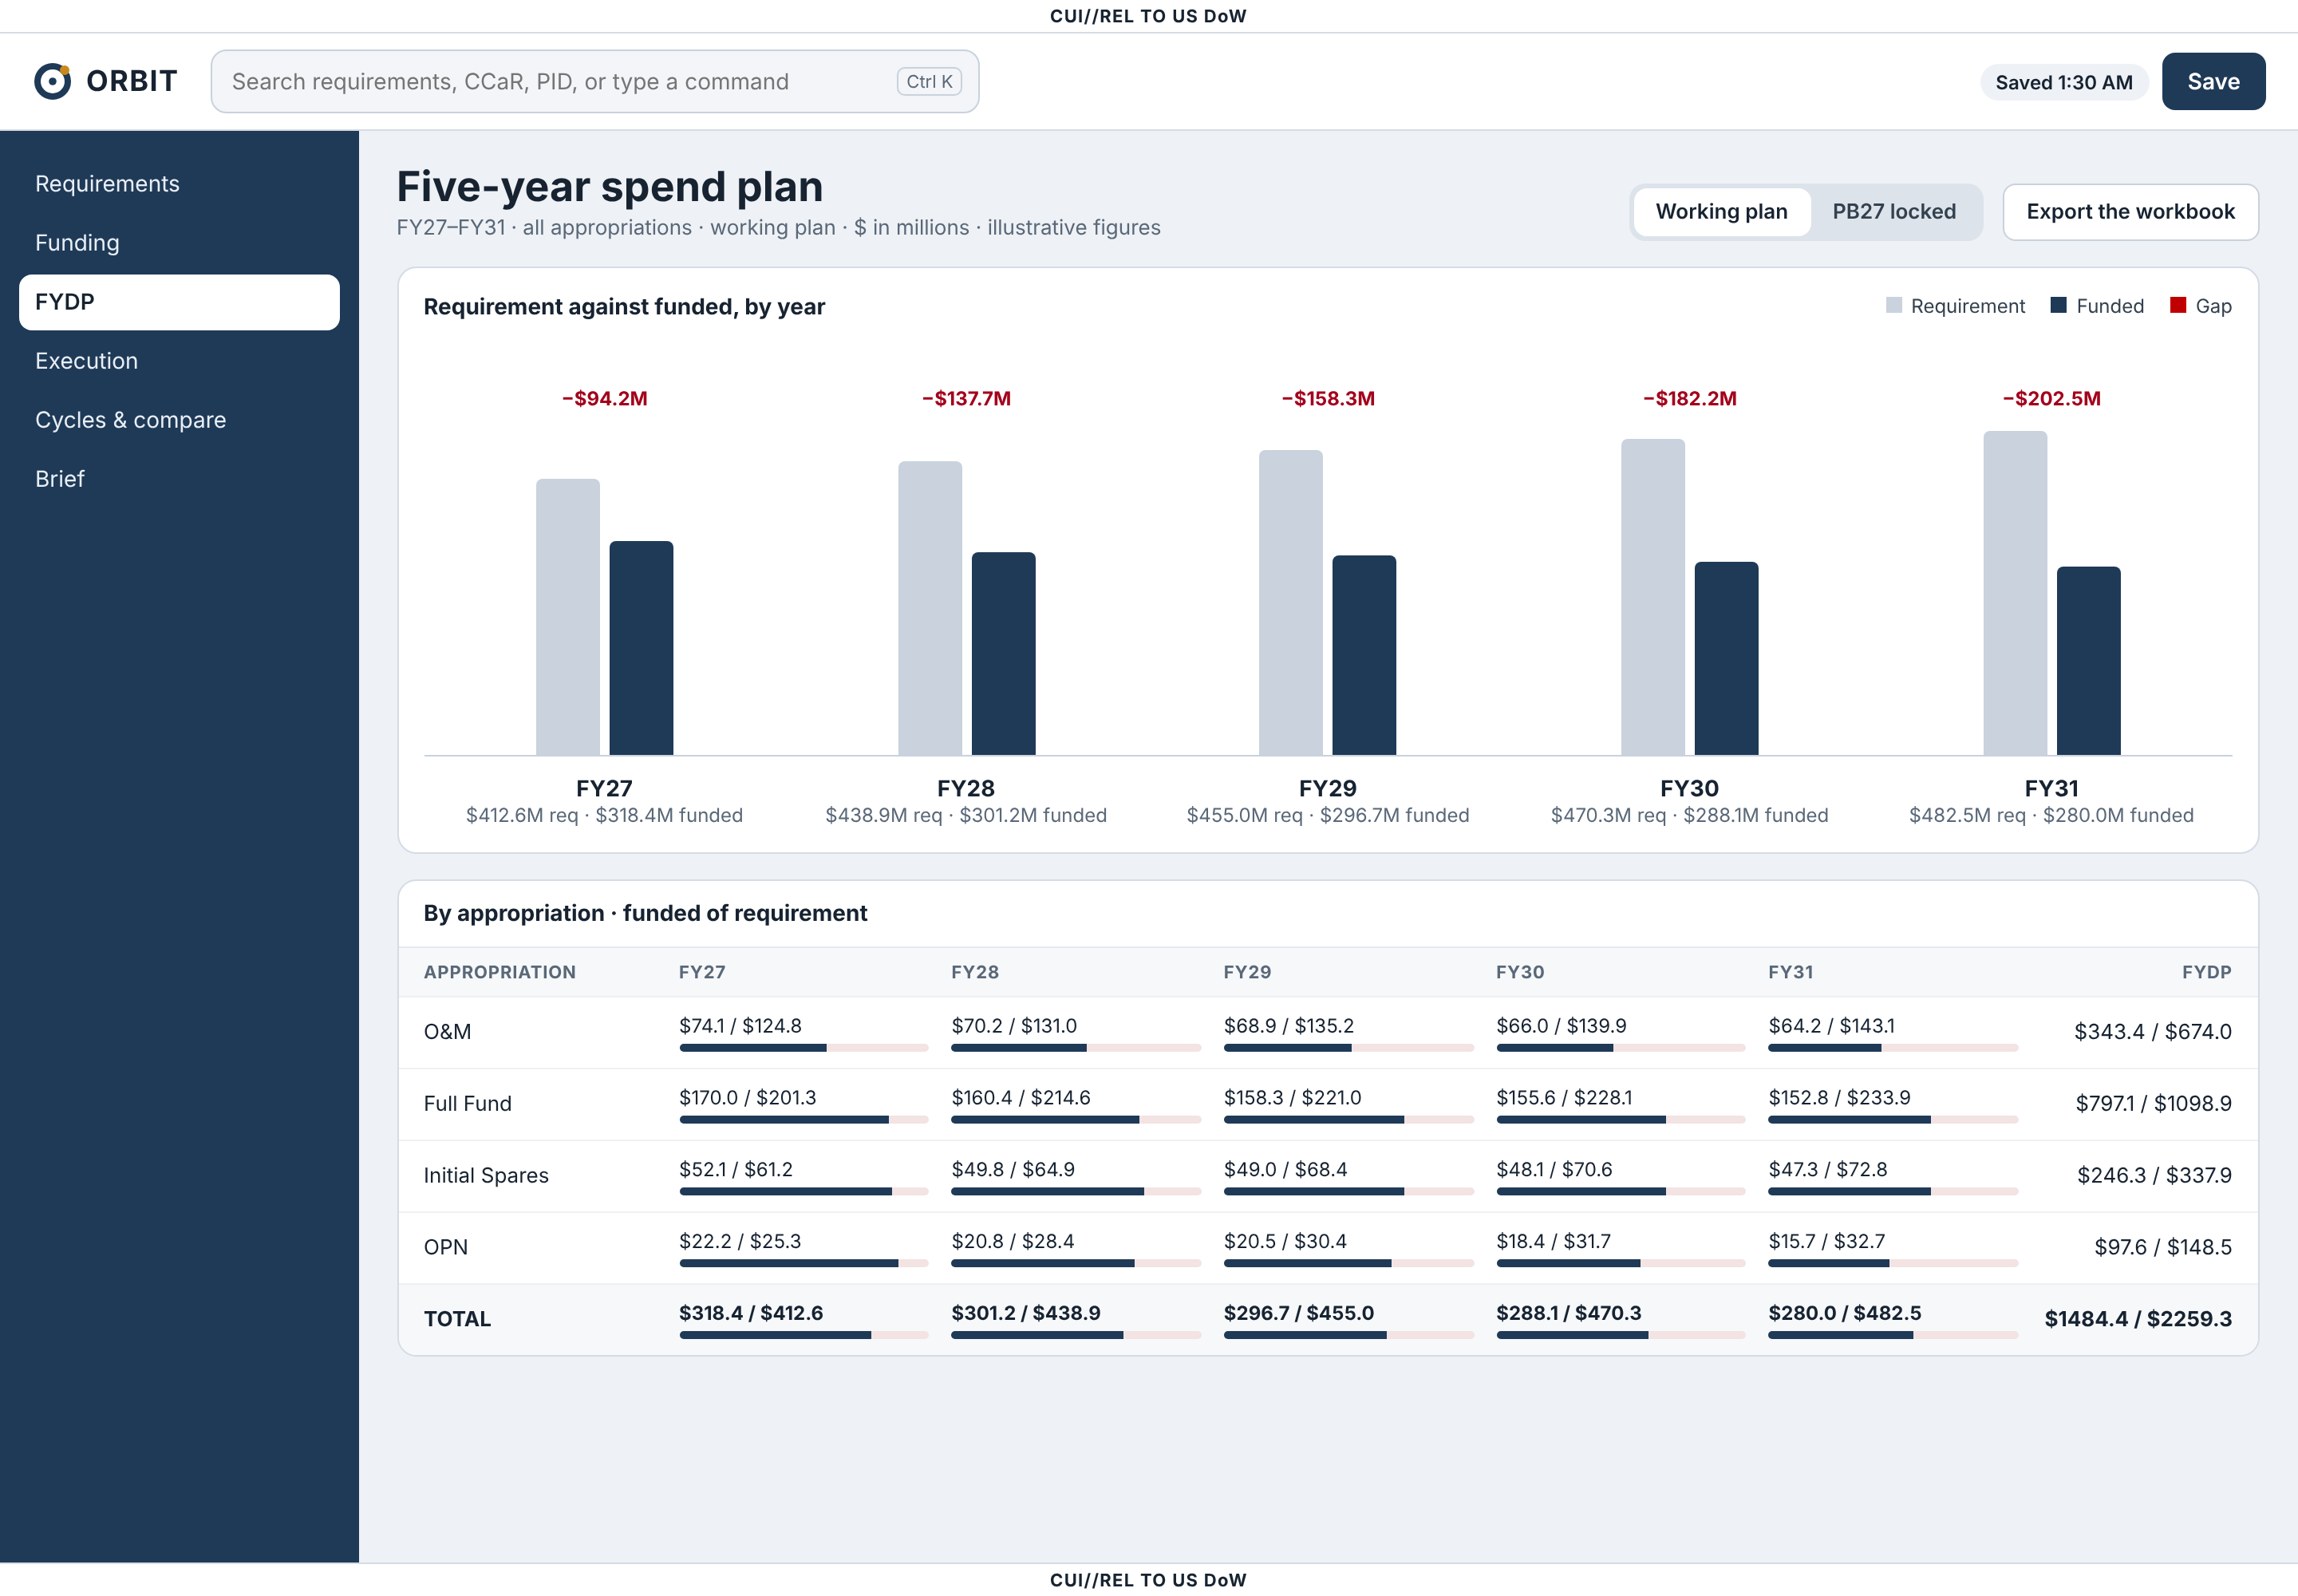 CUI//REL TO US DoW
ORBIT
Search requirements, CCaR, PID, or type a command
Ctrl K
Saved 1:30 AM
Save
Requirements
Funding
FYDP
Execution
Cycles & compare
Brief
Five-year spend plan
FY27–FY31 · all appropriations · working plan · $ in millions · illustrative figures
Working plan
PB27 locked
Export the workbook
Requirement against funded, by year
Requirement
Funded
Gap
−$94.2M
−$137.7M
−$158.3M
−$182.2M
−$202.5M
FY27
FY28
FY29
FY30
FY31
$412.6M req · $318.4M funded
$438.9M req · $301.2M funded
$455.0M req · $296.7M funded
$470.3M req · $288.1M funded
$482.5M req · $280.0M funded
By appropriation · funded of requirement
APPROPRIATION FY27 FY28 FY29 FY30 FY31 FYDP
O&M $74.1 / $124.8 $70.2 / $131.0 $68.9 / $135.2 $66.0 / $139.9 $64.2 / $143.1 $343.4 / $674.0
Full Fund $170.0 / $201.3 $160.4 / $214.6 $158.3 / $221.0 $155.6 / $228.1 $152.8 / $233.9 $797.1 / $1098.9
Initial Spares $52.1 / $61.2 $49.8 / $64.9 $49.0 / $68.4 $48.1 / $70.6 $47.3 / $72.8 $246.3 / $337.9
OPN $22.2 / $25.3 $20.8 / $28.4 $20.5 / $30.4 $18.4 / $31.7 $15.7 / $32.7 $97.6 / $148.5
TOTAL $318.4 / $412.6 $301.2 / $438.9 $296.7 / $455.0 $288.1 / $470.3 $280.0 / $482.5 $1484.4 / $2259.3
CUI//REL TO US DoW